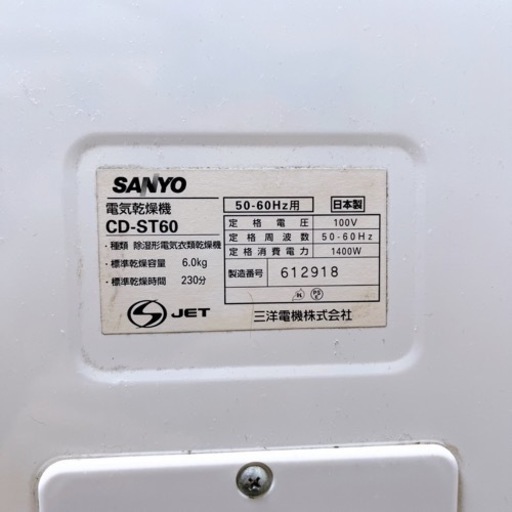 SANYO
電気乾燥機
CD-ST60
・種類 除湿形電気衣類乾燥機
・標準乾燥容量 6.0kg
・標準乾燥時間 230分
S JET
50-60Hz用 日本製
定格電圧 100V
定格周波数 50-60Hz
定格消費電力 1400W
製造番号 612918
三洋電機株式会社